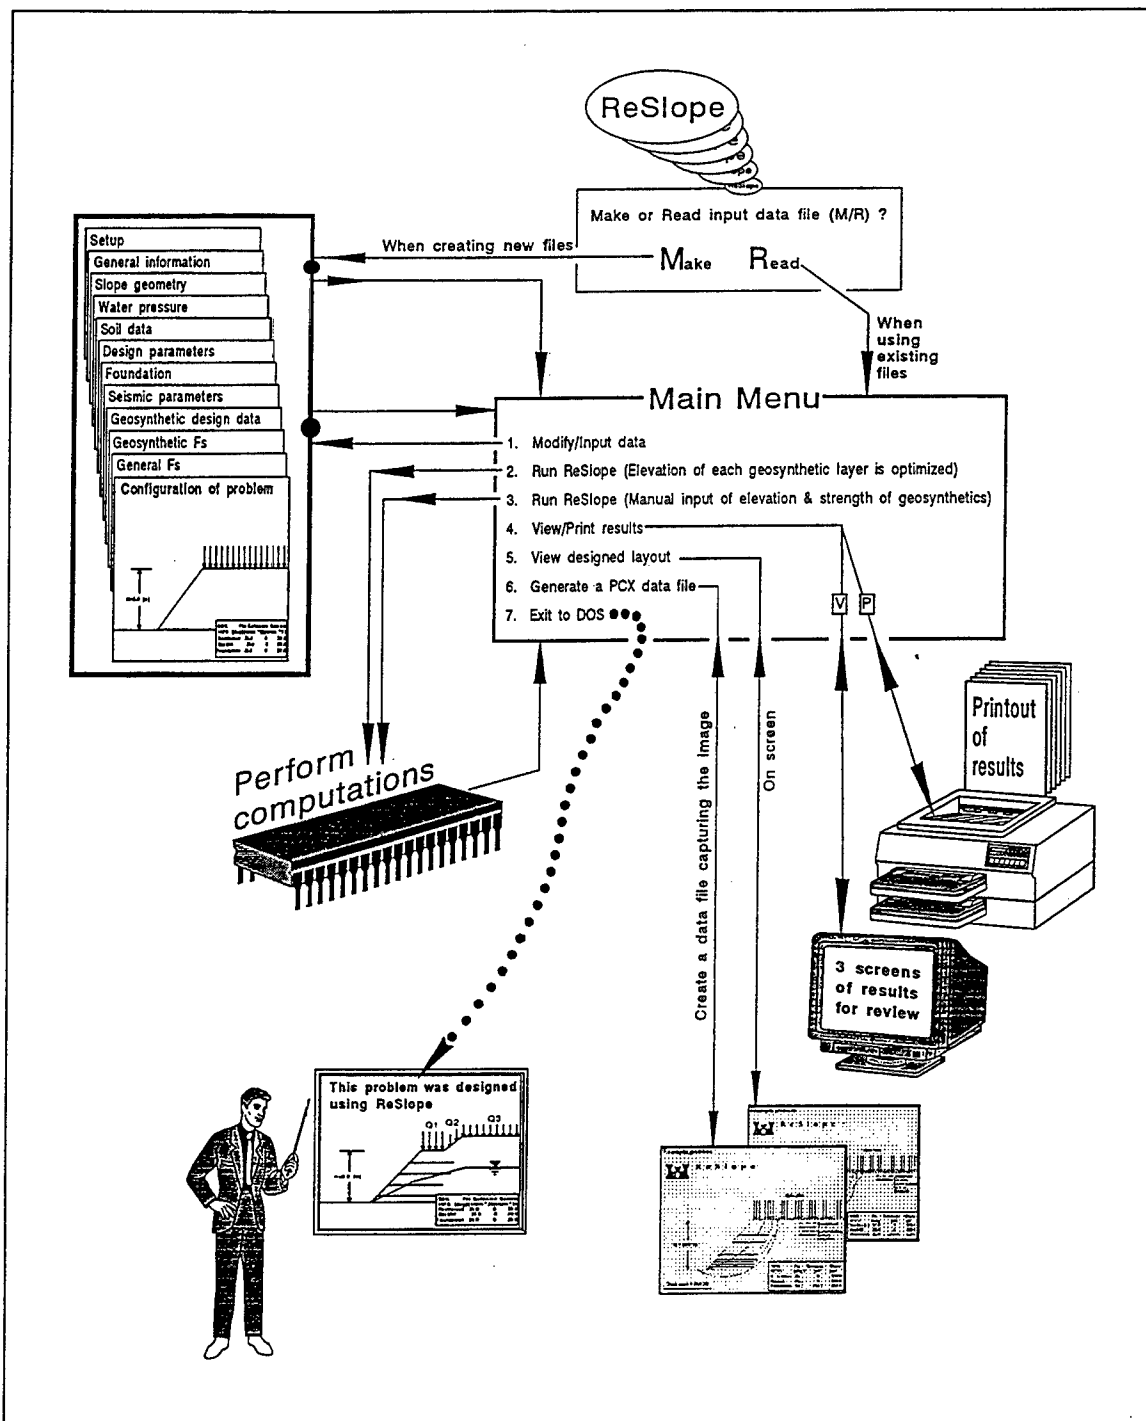 ReSlope
ReSlope
Make or Read input data file (M/R) ?
Make Read
When creating new files
When
using
existing
files
Setup
General information
Slope geometry
Water pressure
Soil data
Design parameters
Foundation
Seismic parameters
Geosynthetic design data
Geosynthetic Fs
General Fs
Configuration of problem
Main Menu
1. Modify/Input data
2. Run ReSlope (Elevation of each geosynthetic layer is optimized)
3. Run ReSlope (Manual input of elevation & strength of geosynthetics)
4. View/Print results
5. View designed layout
6. Generate a PCX data file
7. Exit to DOS
V P
Perform
computations
Create a data file capturing the image
On screen
Printout
of
results
3 screens
of results
for review
This problem was designed
using ReSlope
Q1 Q2 Q3
ReSlope
ReSlope